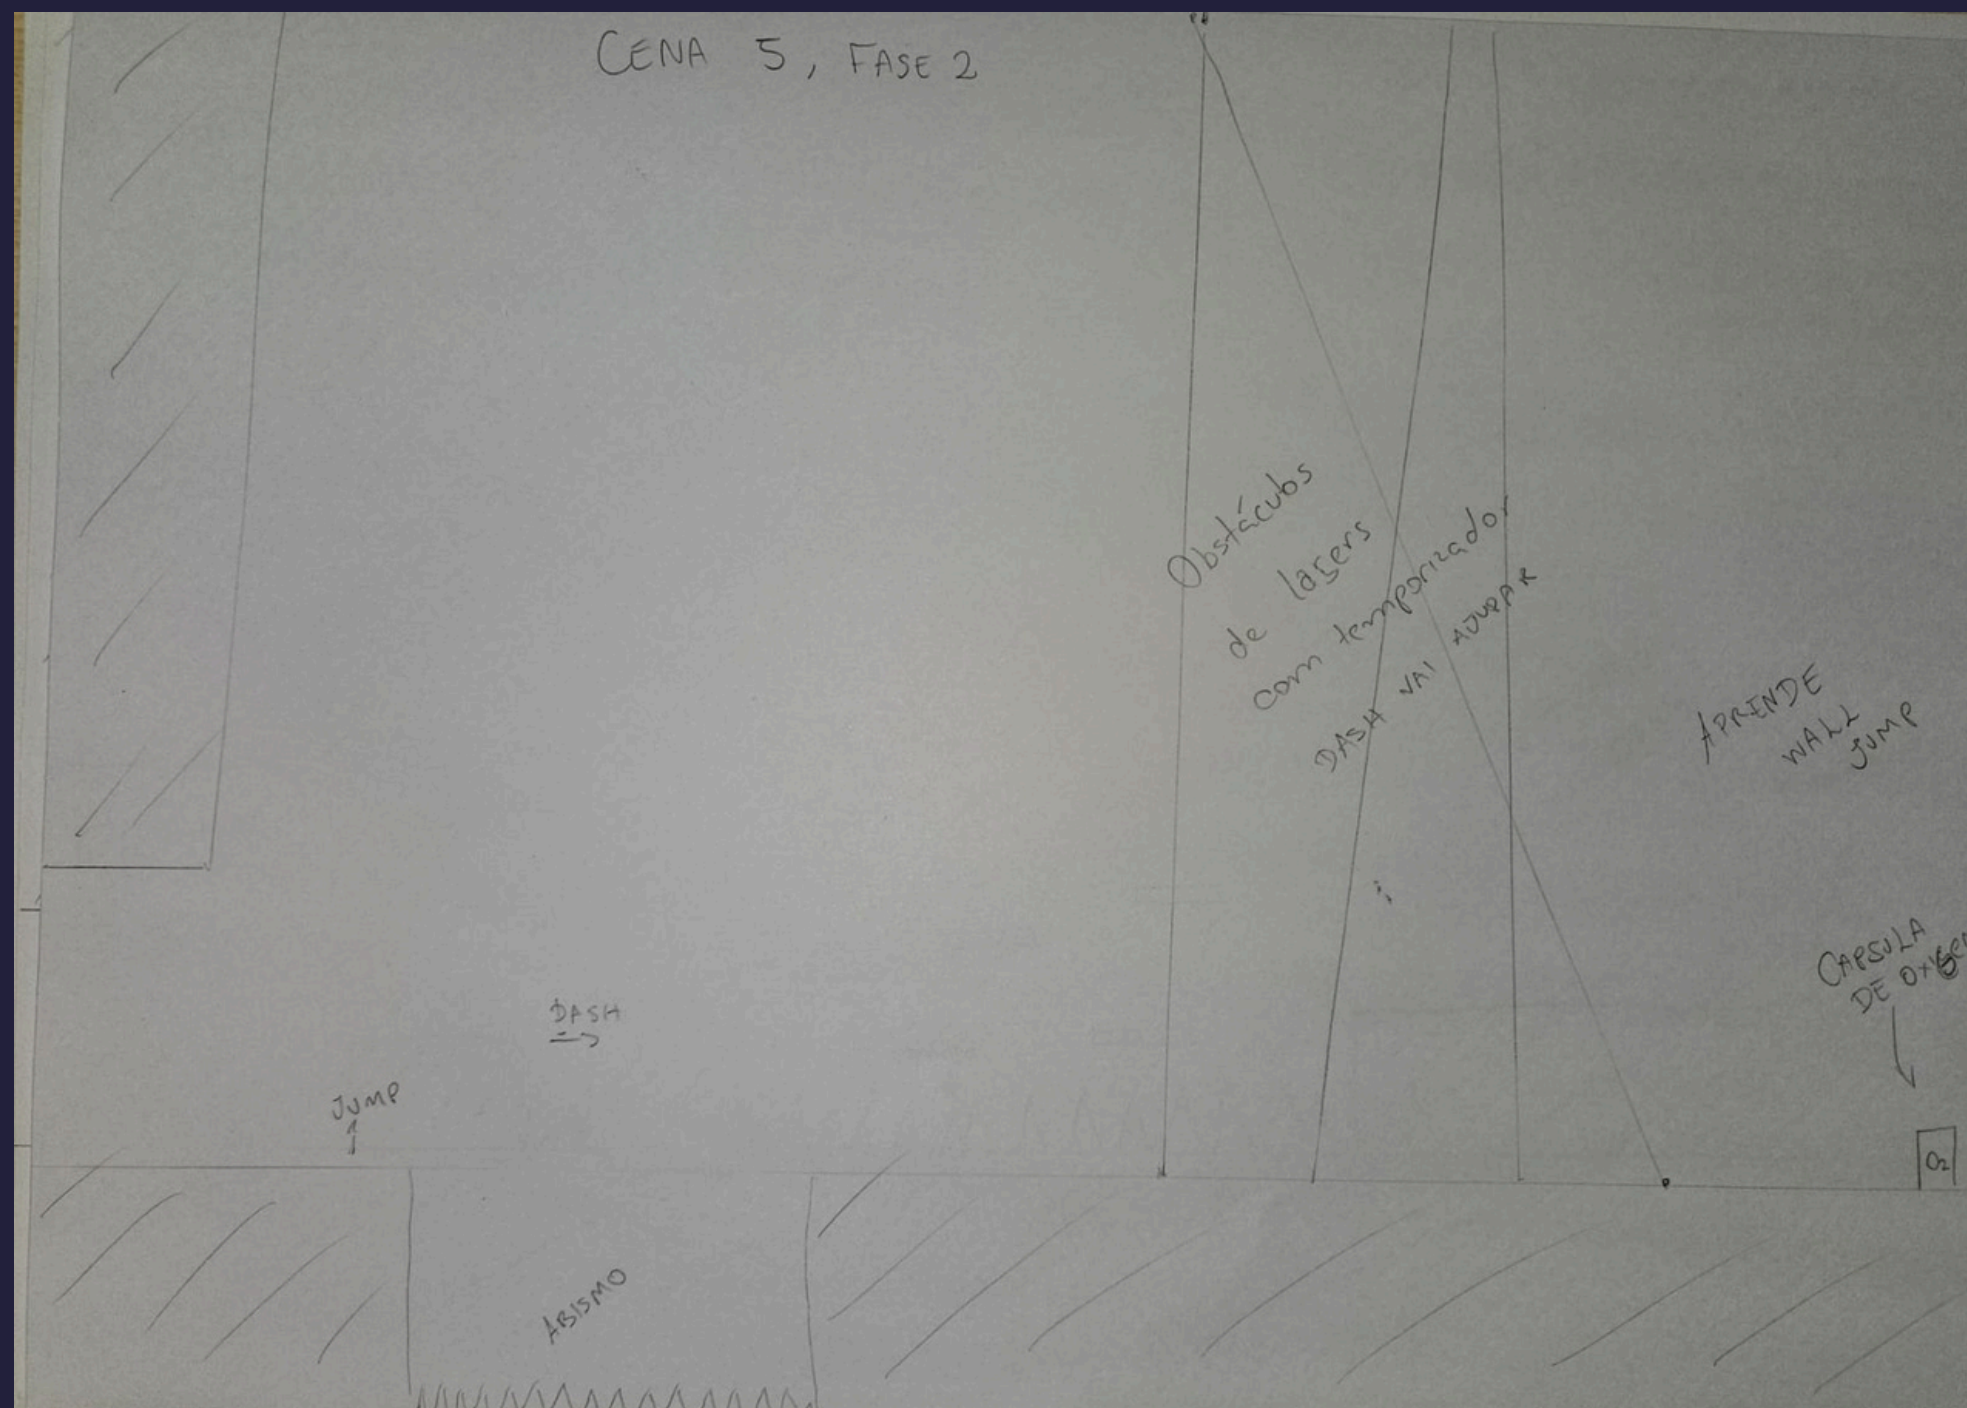 CENA 5, FASE 2
Obstáculos
de lasers
com temporizador
DASH VAI AJUDAR
APRENDE
WALL
JUMP
CAPSULA
DE
DASH
JUMP
O2
ABISMO